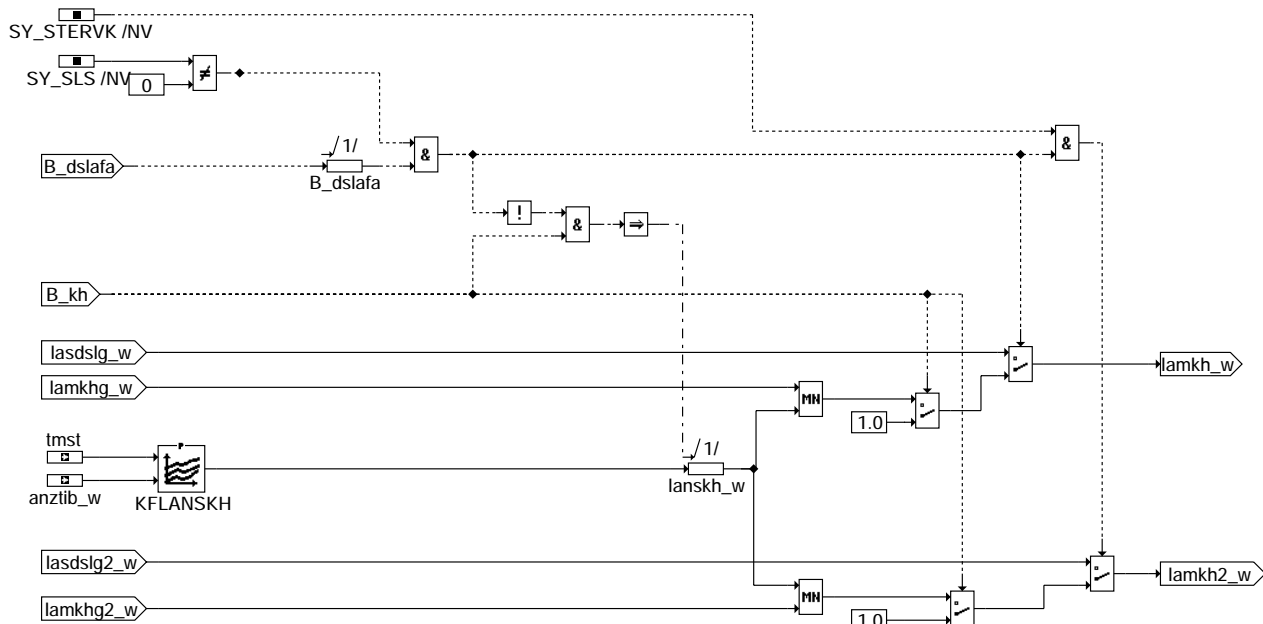 SY_STERVK /NV
SY_SLS /NV
0
≠
/1/
B_dslafa
&
&
B_dslafa
!
&
⇒
B_kh
lasdslg_w
lamkh_w
lamkhg_w
MN
1.0
tmst
P
/1/
anztib_w
KFLANSKH
lanskh_w
lasdslg2_w
lamkh2_w
lamkhg2_w
MN
1.0